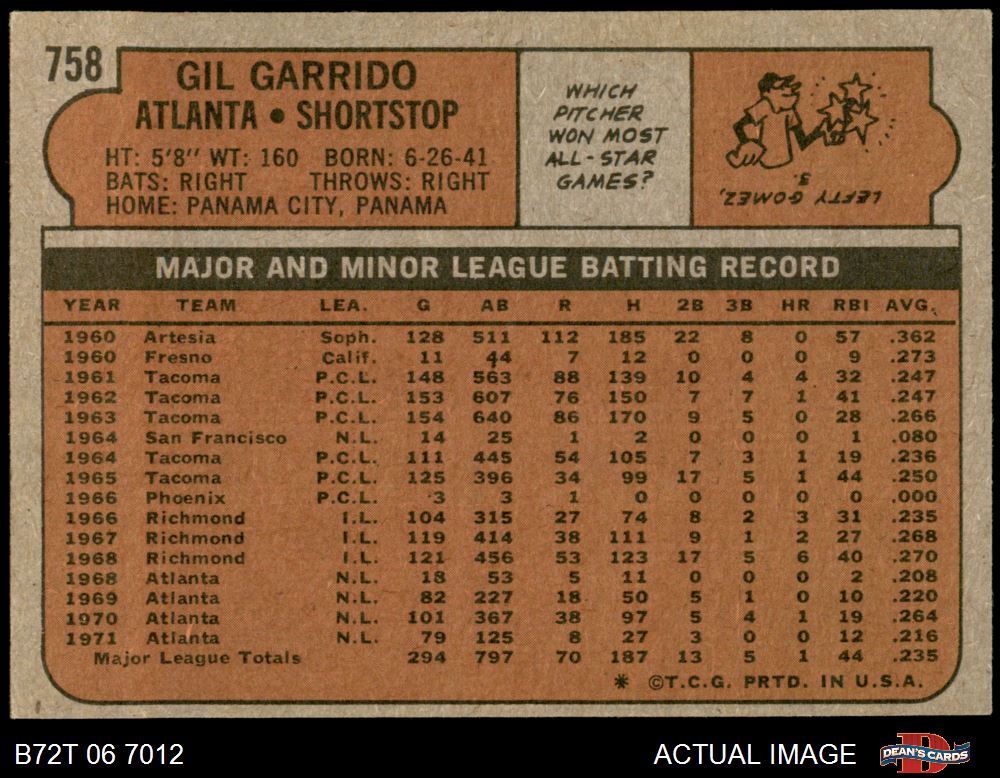 758
GIL GARRIDO
ATLANTA • SHORTSTOP
HT: 5'8" WT: 160 BORN: 6-26-41
BATS: RIGHT THROWS: RIGHT
HOME: PANAMA CITY, PANAMA
WHICH
PITCHER
WON MOST
ALL-STAR
GAMES?
LEFTY GOMEZ,
3.
MAJOR AND MINOR LEAGUE BATTING RECORD
YEAR TEAM LEA. G AB R H 2B 3B HR RBI AVG.
1960 Artesia Soph. 128 511 112 185 22 8 0 57 .362
1960 Fresno Calif. 11 44 7 12 0 0 0 9 .273
1961 Tacoma P.C.L. 148 563 88 139 10 4 4 32 .247
1962 Tacoma P.C.L. 153 607 76 150 7 7 1 41 .247
1963 Tacoma P.C.L. 154 640 86 170 9 5 0 28 .266
1964 San Francisco N.L. 14 25 1 2 0 0 0 1 .080
1964 Tacoma P.C.L. 111 445 54 105 7 3 1 19 .236
1965 Tacoma P.C.L. 125 396 34 99 17 5 1 44 .250
1966 Phoenix P.C.L. 3 3 1 0 0 0 0 0 .000
1966 Richmond I.L. 104 315 27 74 8 2 3 31 .235
1967 Richmond I.L. 119 414 38 111 9 1 2 27 .268
1968 Richmond I.L. 121 456 53 123 17 5 6 40 .270
1968 Atlanta N.L. 18 53 5 11 0 0 0 2 .208
1969 Atlanta N.L. 82 227 18 50 5 1 0 10 .220
1970 Atlanta N.L. 101 367 38 97 5 4 1 19 .264
1971 Atlanta N.L. 79 125 8 27 3 0 0 12 .216
Major League Totals 294 797 70 187 13 5 1 44 .235
* ©T.C.G. PRTD. IN U.S.A.
B72T 06 7012 ACTUAL IMAGE DEAN'S CARDS